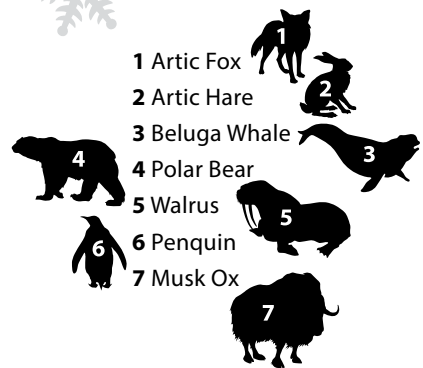 1 Artic Fox
2 Artic Hare
3 Beluga Whale
4 Polar Bear
5 Walrus
6 Penquin
7 Musk Ox
1
2
3
4
5
6
7